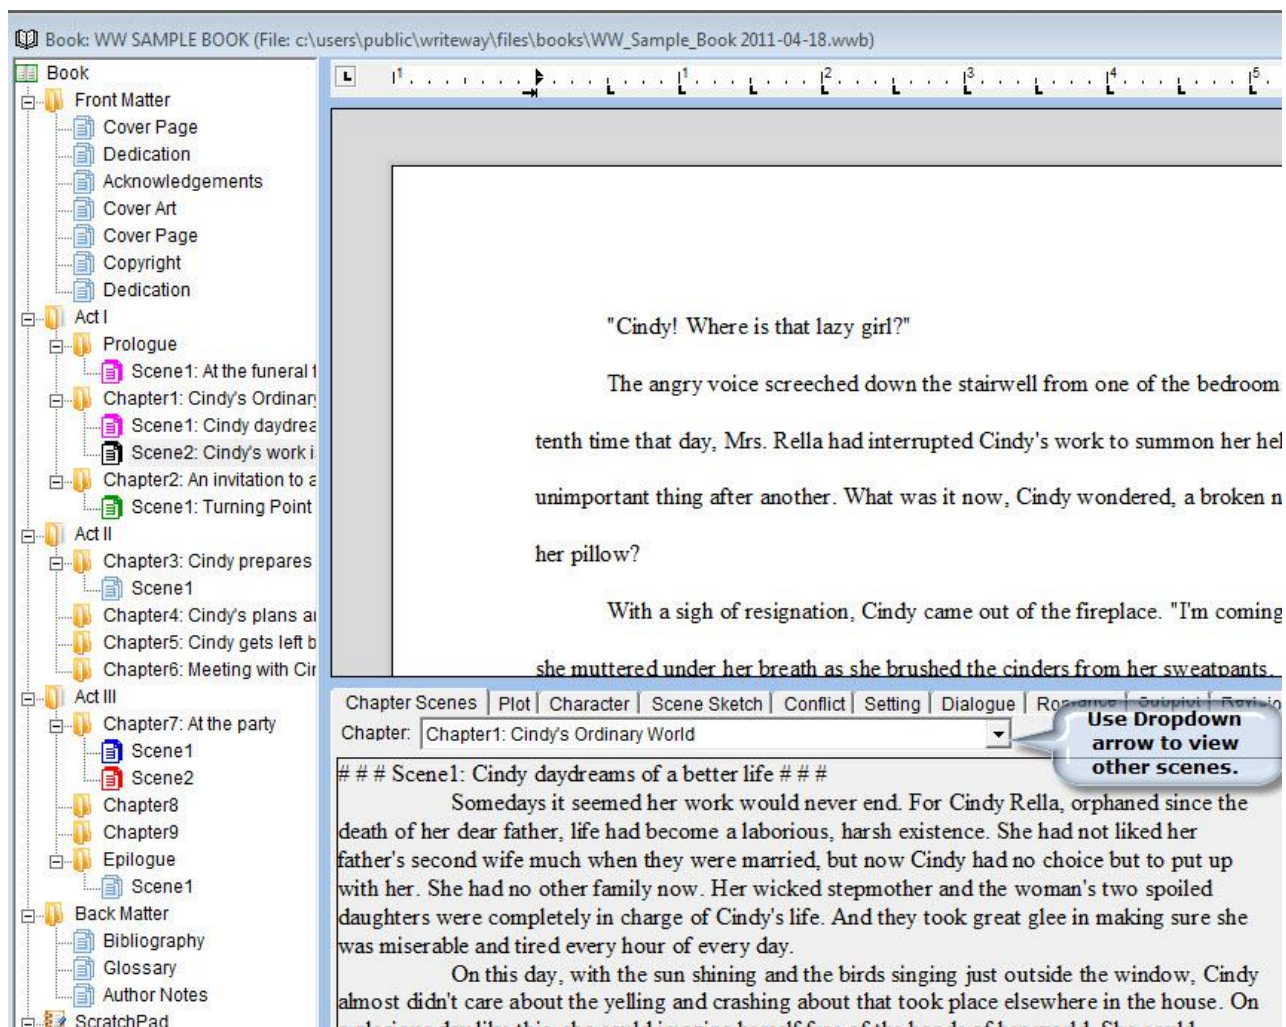 Book: WW SAMPLE BOOK (File: c:\users\public\writeway\files\books\WW_Sample_Book 2011-04-18.wwb)
Book
Front Matter
Cover Page
Dedication
Acknowledgements
Cover Art
Cover Page
Copyright
Dedication
Act I
Prologue
Scene1: At the funeral
Chapter1: Cindy's Ordinar
Scene1: Cindy daydrea
Scene2: Cindy's work i
Chapter2: An invitation to a
Scene1: Turning Point
Act II
Chapter3: Cindy prepares
Scene1
Chapter4: Cindy's plans a
Chapter5: Cindy gets left b
Chapter6: Meeting with Cin
Act III
Chapter7: At the party
Scene1
Scene2
Chapter8
Chapter9
Epilogue
Scene1
Back Matter
Bibliography
Glossary
Author Notes
ScratchPad
L
1 1 2 3 4 5
"Cindy! Where is that lazy girl?"
The angry voice screeched down the stairwell from one of the bedroom
tenth time that day, Mrs. Rella had interrupted Cindy's work to summon her hel
unimportant thing after another. What was it now, Cindy wondered, a broken n
her pillow?
With a sigh of resignation, Cindy came out of the fireplace. "I'm coming
she muttered under her breath as she brushed the cinders from her sweatpants.
Chapter Scenes Plot Character Scene Sketch Conflict Setting Dialogue Romance Subplot Revisio
Chapter: Chapter1: Cindy's Ordinary World
Use Dropdown
arrow to view
other scenes.
# # # Scene1: Cindy daydreams of a better life # # #
Somedays it seemed her work would never end. For Cindy Rella, orphaned since the
death of her dear father, life had become a laborious, harsh existence. She had not liked her
father's second wife much when they were married, but now Cindy had no choice but to put up
with her. She had no other family now. Her wicked stepmother and the woman's two spoiled
daughters were completely in charge of Cindy's life. And they took great glee in making sure she
was miserable and tired every hour of every day.
On this day, with the sun shining and the birds singing just outside the window, Cindy
almost didn't care about the yelling and crashing about that took place elsewhere in the house. On